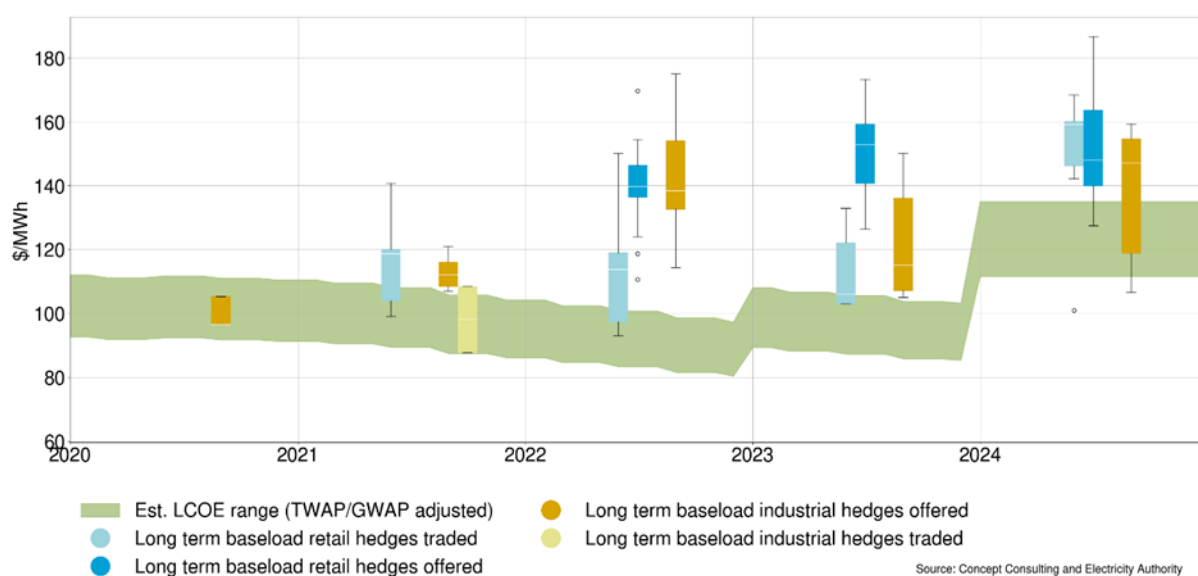 180
160
140
120
100
80
60
$/MWh
2020 2021 2022 2023 2024
Est. LCOE range (TWAP/GWAP adjusted)
Long term baseload retail hedges traded
Long term baseload retail hedges offered
Long term baseload industrial hedges offered
Long term baseload industrial hedges traded
Source: Concept Consulting and Electricity Authority